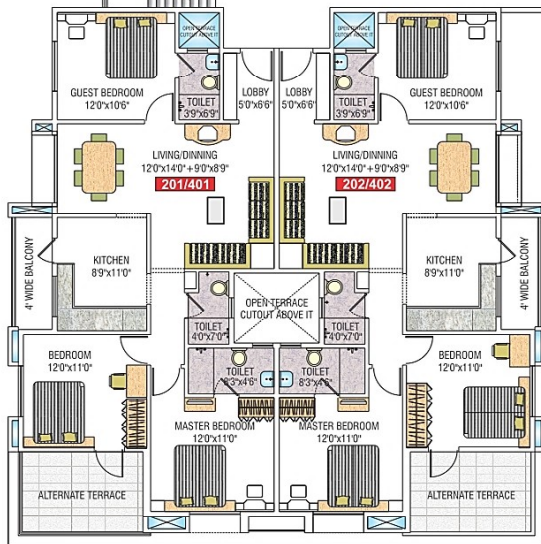 OPEN TERRACE
CUTOUT ABOVE IT
OPEN TERRACE
CUTOUT ABOVE IT
GUEST BEDROOM
12'0"x10'6"
TOILET
3'9"x6'9"
LOBBY
5'0"x6'6"
LOBBY
5'0"x6'6"
TOILET
3'9"x6'9"
GUEST BEDROOM
12'0"x10'6"
LIVING/DINNING
12'0"x14'0"+9'0"x8'9"
201/401
LIVING/DINNING
12'0"x14'0"+9'0"x8'9"
202/402
4' WIDE BALCONY
KITCHEN
8'9"x11'0"
KITCHEN
8'9"x11'0"
4' WIDE BALCONY
OPEN TERRACE
CUTOUT ABOVE IT
TOILET
4'0"x7'0"
TOILET
4'0"x7'0"
BEDROOM
12'0"x11'0"
TOILET
8'3"x4'6"
TOILET
8'3"x4'6"
BEDROOM
12'0"x11'0"
MASTER BEDROOM
12'0"x11'0"
MASTER BEDROOM
12'0"x11'0"
ALTERNATE TERRACE
ALTERNATE TERRACE